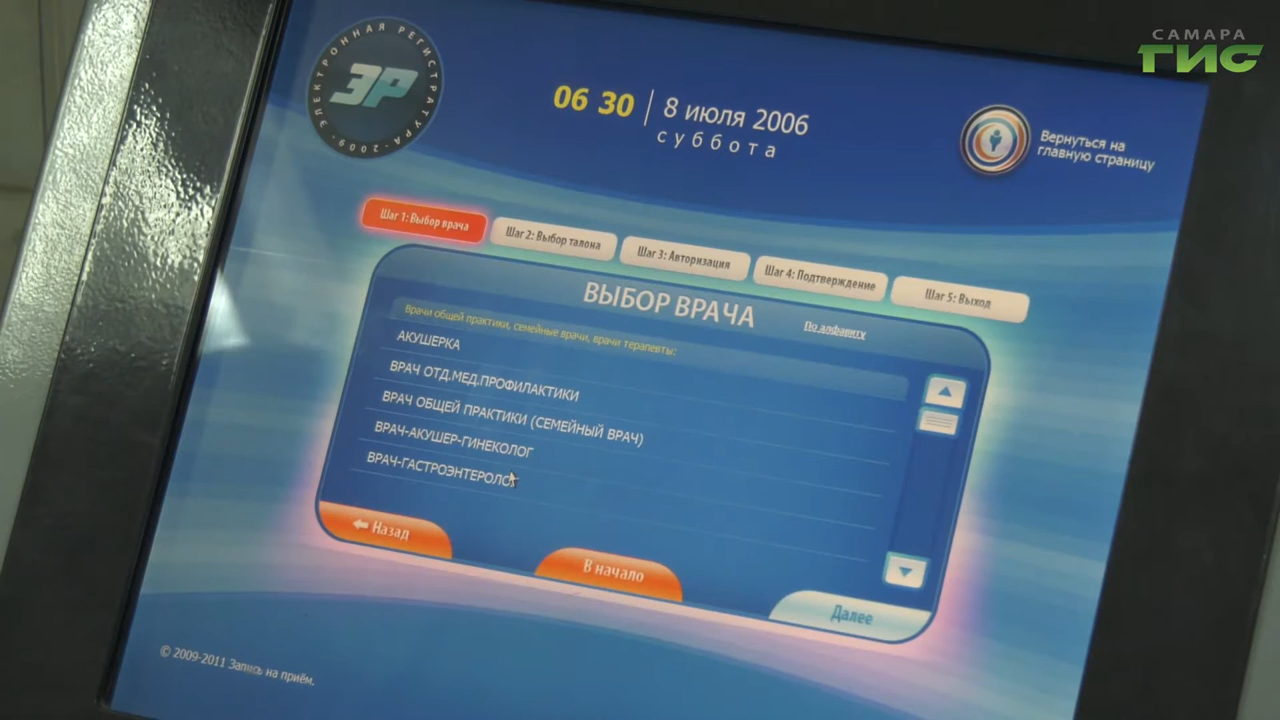 САМАРА
ГИС
ЭЛЕКТРОННАЯ РЕГИСТРАТУРА · 2009 ·
ЭР
06 30
8 июля 2006
суббота
Вернуться на
главную страницу
Шаг 1: Выбор врача
Шаг 2: Выбор талона
Шаг 3: Авторизация
Шаг 4: Подтверждение
Шаг 5: Выход
ВЫБОР ВРАЧА
По алфавиту
Врачи общей практики, семейные врачи, врачи терапевты:
АКУШЕРКА
ВРАЧ ОТД.МЕД.ПРОФИЛАКТИКИ
ВРАЧ ОБЩЕЙ ПРАКТИКИ (СЕМЕЙНЫЙ ВРАЧ)
ВРАЧ-АКУШЕР-ГИНЕКОЛОГ
ВРАЧ-ГАСТРОЭНТЕРОЛОГ
Назад
В начало
Далее
© 2009-2011 Запись на приём.